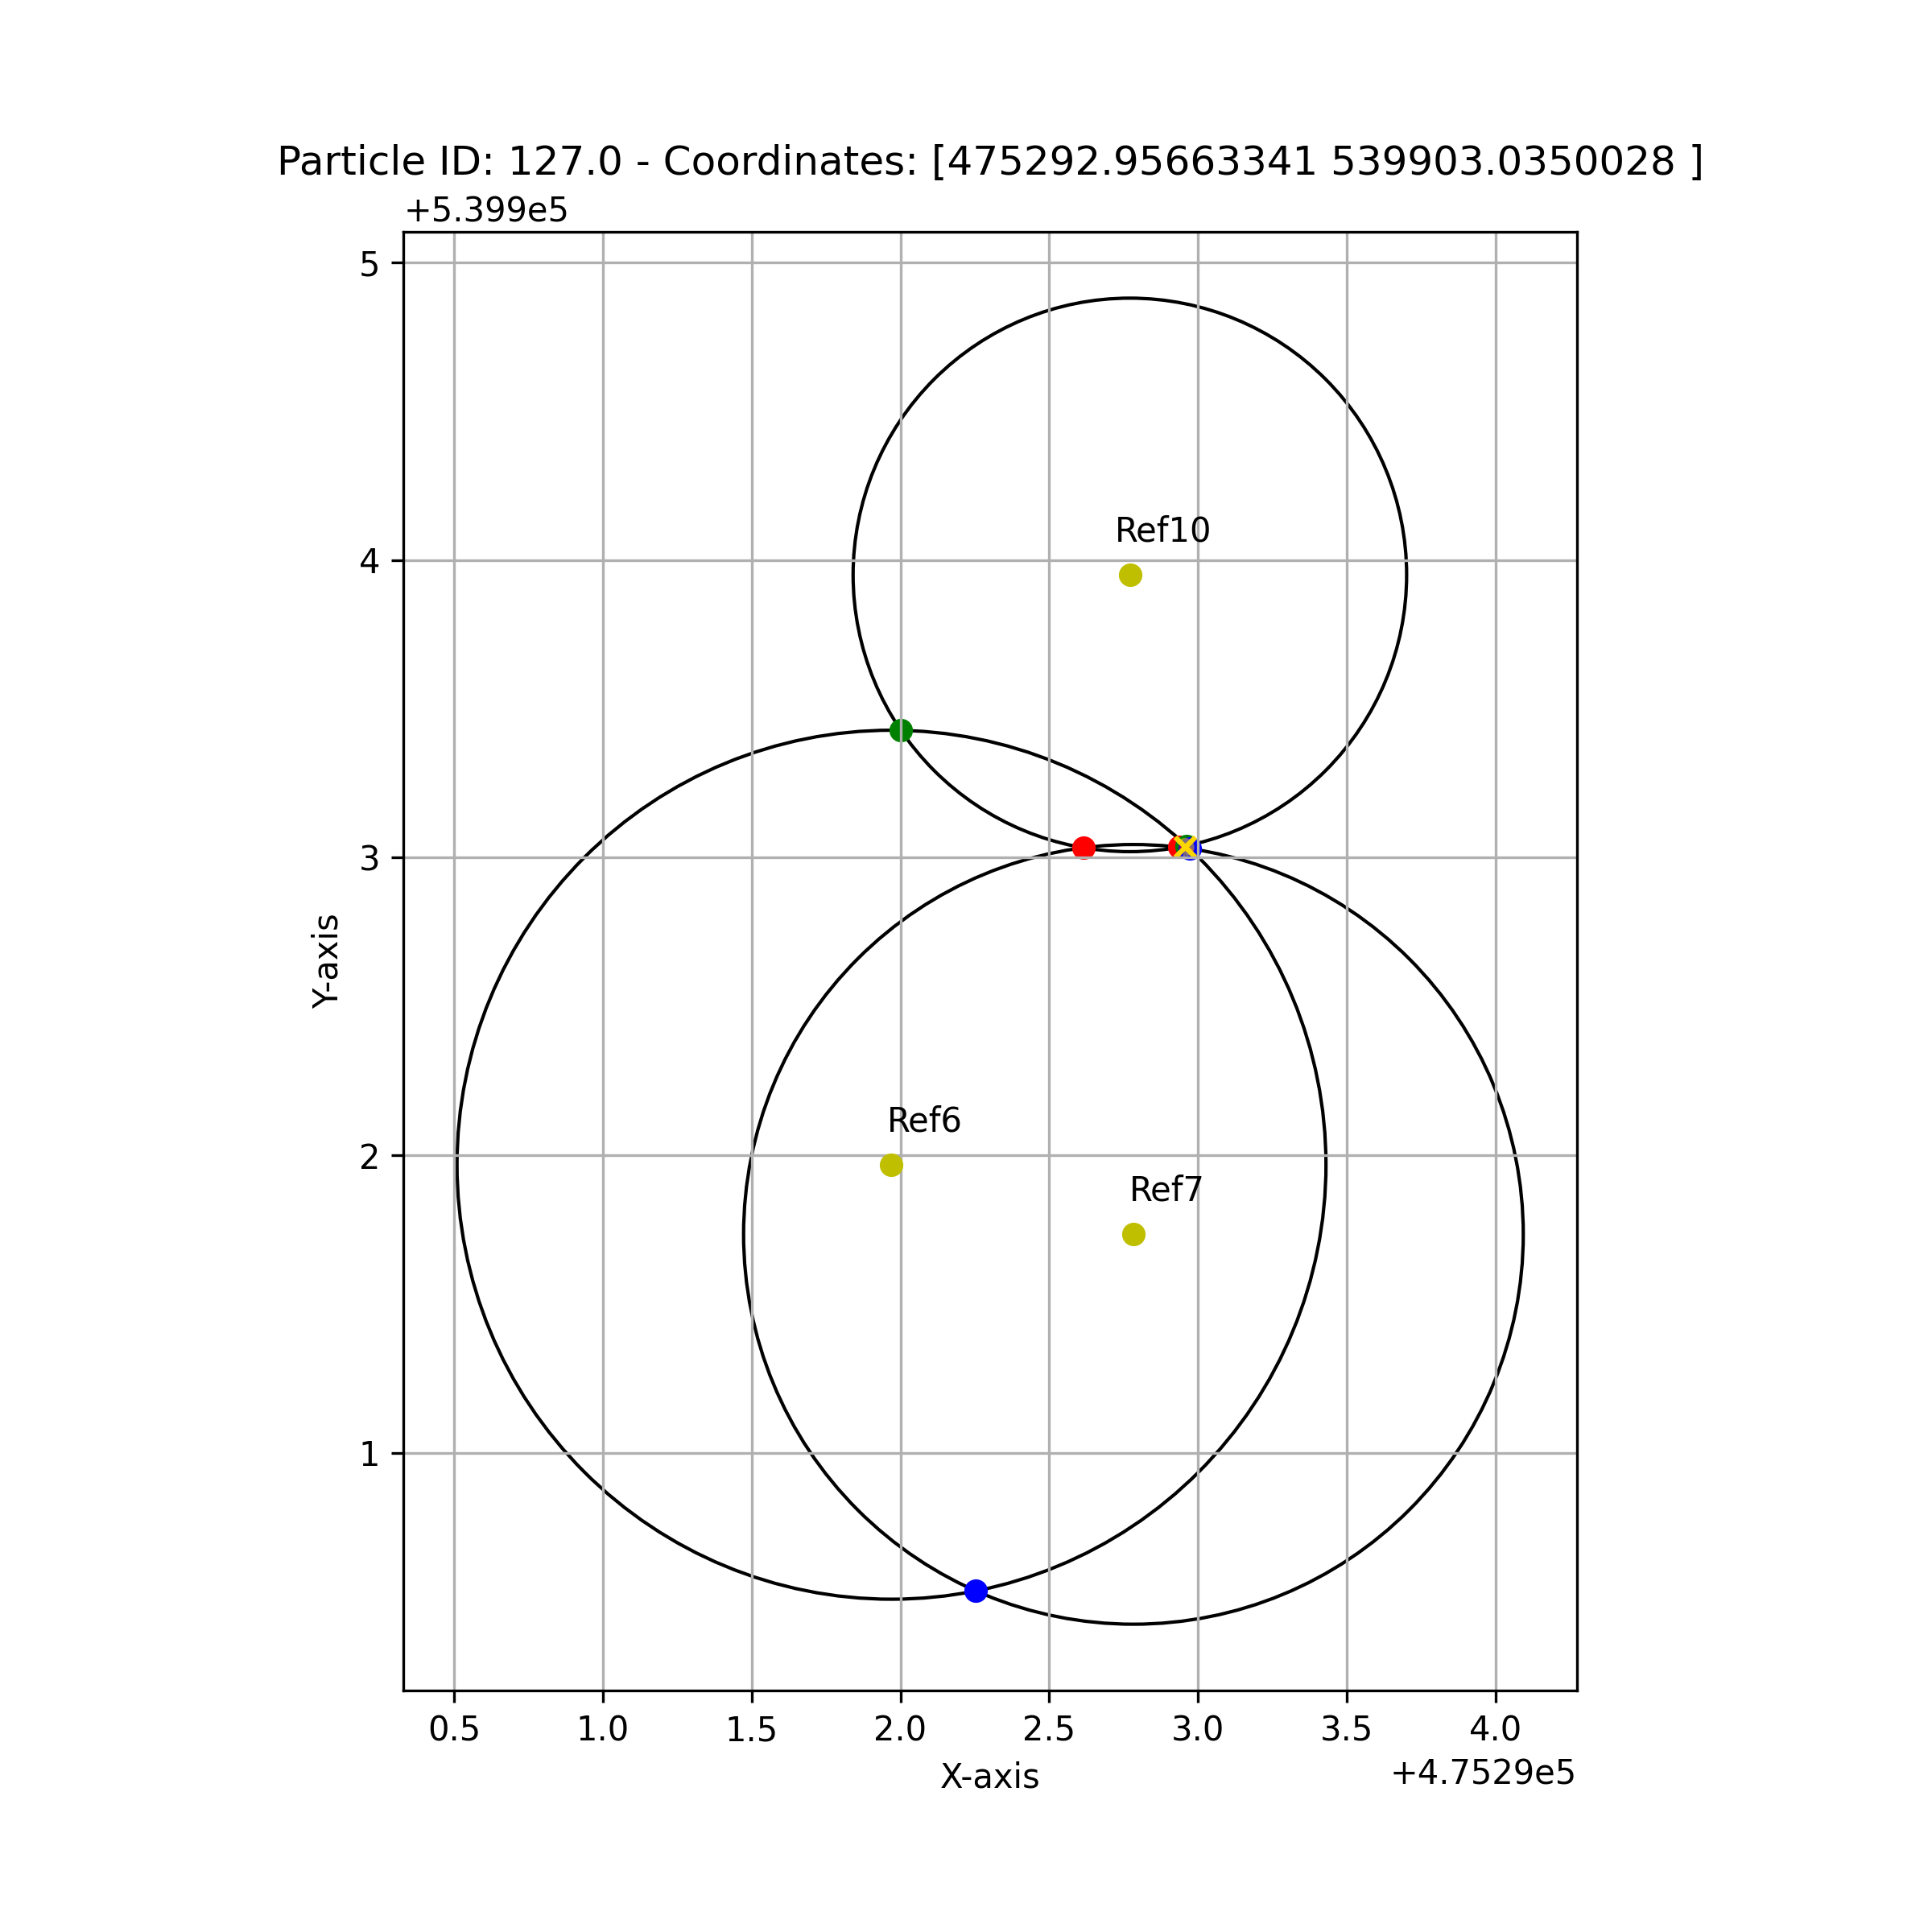 Particle ID: 127.0 - Coordinates: [475292.95663341 539903.0350028 ]
+5.399e5
5
Ref10
4
3
Y-axis
Ref6
2
Ref7
1
0.5 1.0 1.5 2.0 2.5 3.0 3.5 4.0
X-axis
+4.7529e5